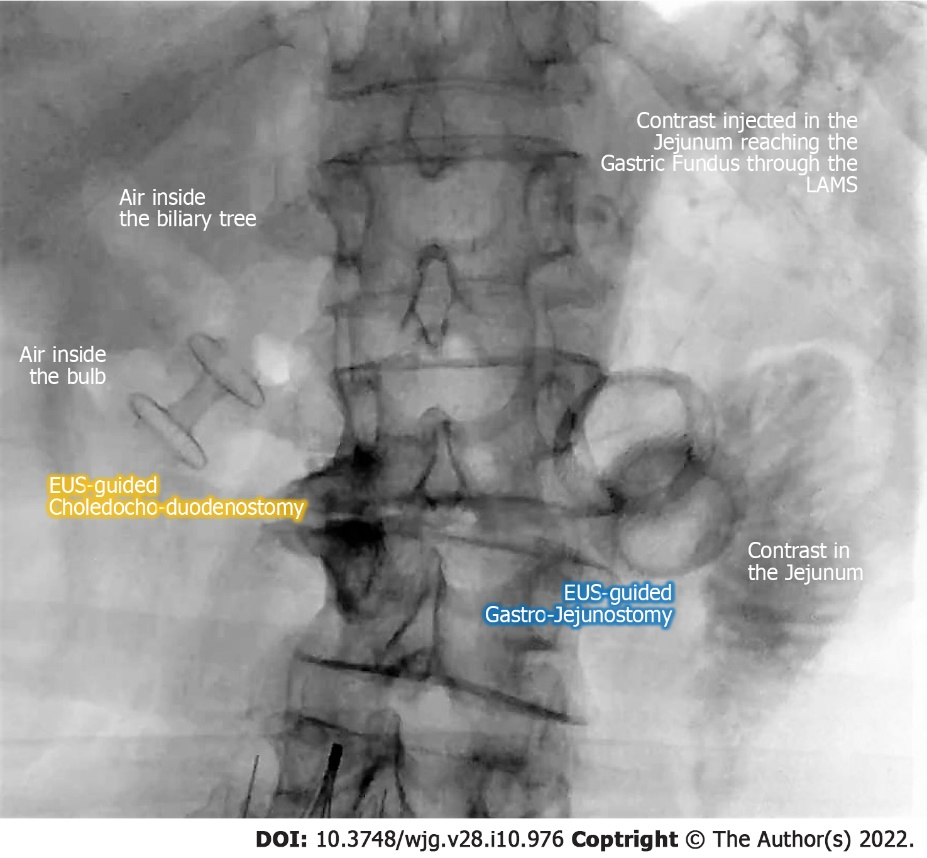 Contrast injected in the
Jejunum reaching the
Gastric Fundus through the
LAMS
Air inside
the biliary tree
Air inside
the bulb
EUS-guided
Choledocho-duodenostomy
Contrast in
the Jejunum
EUS-guided
Gastro-Jejunostomy
DOI: 10.3748/wjg.v28.i10.976 Coptright © The Author(s) 2022.